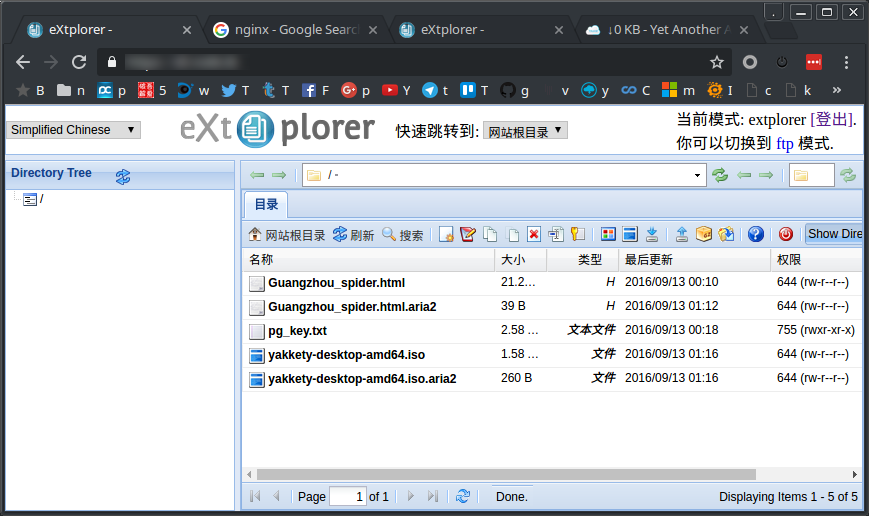 eXtplorer -
nginx - Google Searc
eXtplorer -
↓0 KB - Yet Another A
B n p 5 w T T F p Y t T g v y C m I c k »
Simplified Chinese
eXtplorer
快速跳转到: 网站根目录
当前模式: extplorer [登出].
你可以切换到 ftp 模式.
Directory Tree
/
/ -
目录
网站根目录 刷新 搜索 Show Dire
名称 大小 类型 最后更新 权限
Guangzhou_spider.html 21.2... H 2016/09/13 00:10 644 (rw-r--r--)
Guangzhou_spider.html.aria2 39 B H 2016/09/13 01:12 644 (rw-r--r--)
pg_key.txt 2.58 ... 文本文件 2016/09/13 00:18 755 (rwxr-xr-x)
yakkety-desktop-amd64.iso 1.58 ... 文件 2016/09/13 01:16 644 (rw-r--r--)
yakkety-desktop-amd64.iso.aria2 260 B 文件 2016/09/13 01:16 644 (rw-r--r--)
Page 1 of 1 Done. Displaying Items 1 - 5 of 5